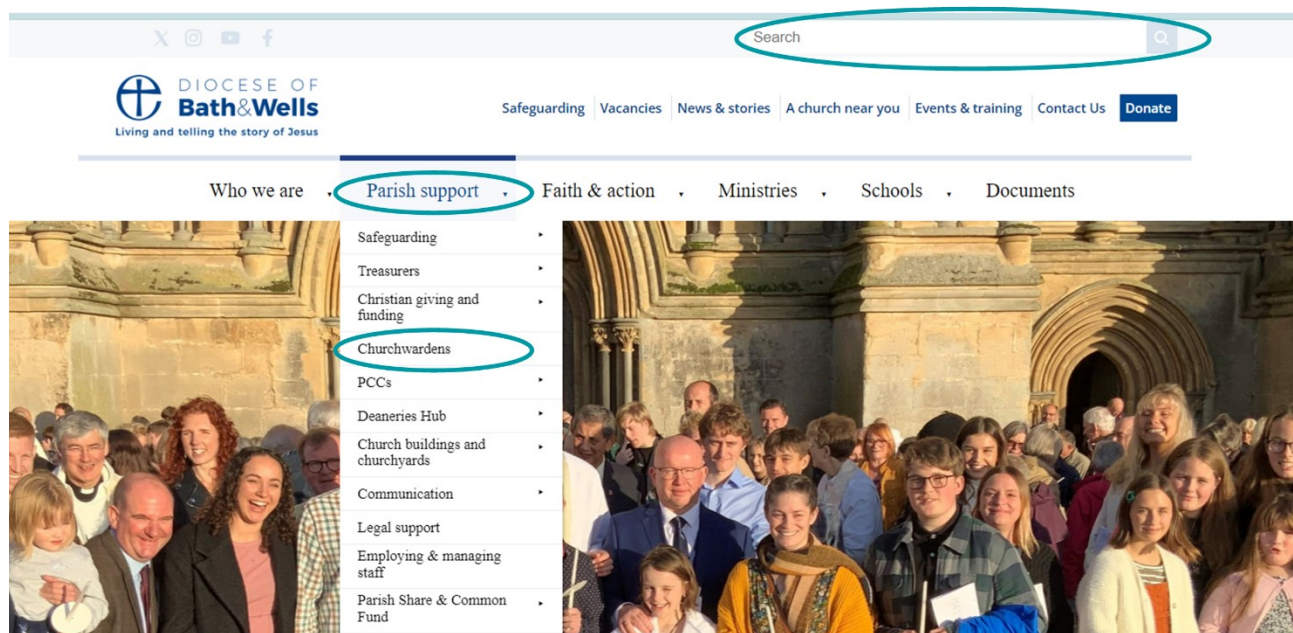 Search
DIOCESE OF
Bath&Wells
Living and telling the story of Jesus
Safeguarding Vacancies News & stories A church near you Events & training Contact Us Donate
Who we are Parish support Faith & action Ministries Schools Documents
Safeguarding
Treasurers
Christian giving and
funding
Churchwardens
PCCs
Deaneries Hub
Church buildings and
churchyards
Communication
Legal support
Employing & managing
staff
Parish Share & Common
Fund